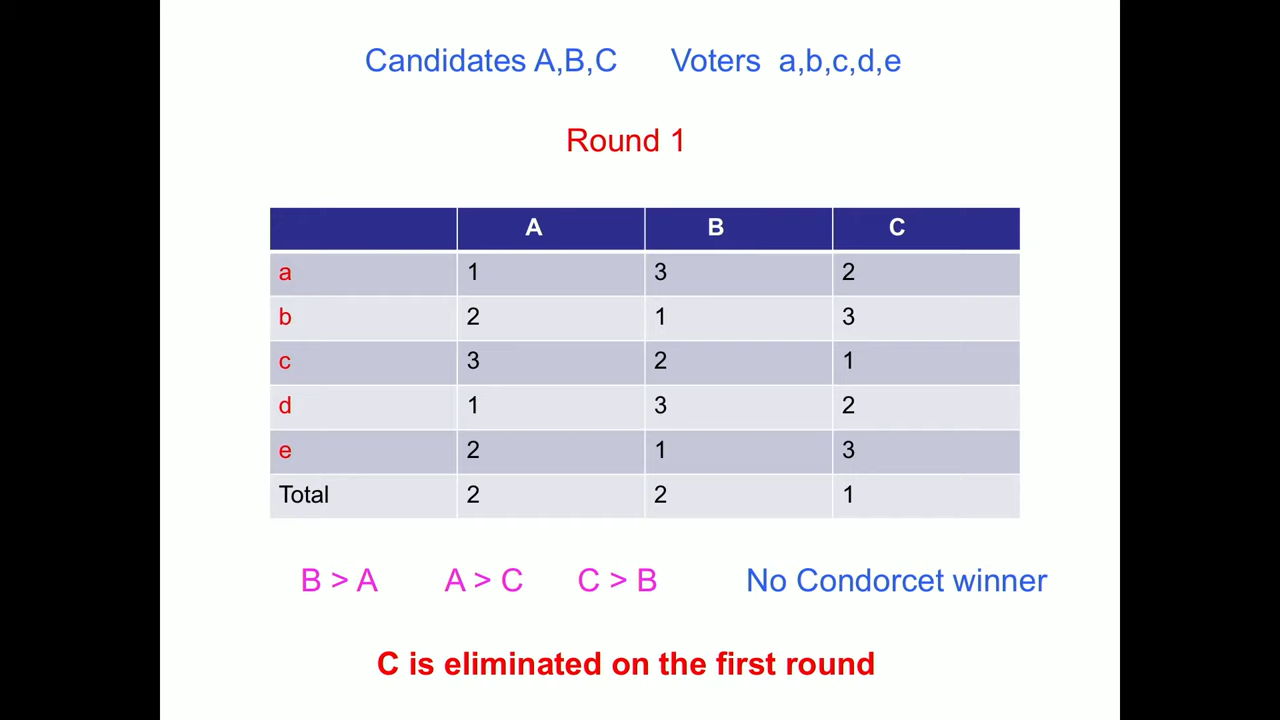 Candidates A,B,C Voters a,b,c,d,e
Round 1
A B C
a 1 3 2
b 2 1 3
c 3 2 1
d 1 3 2
e 2 1 3
Total 2 2 1
B > A A > C C > B No Condorcet winner
C is eliminated on the first round